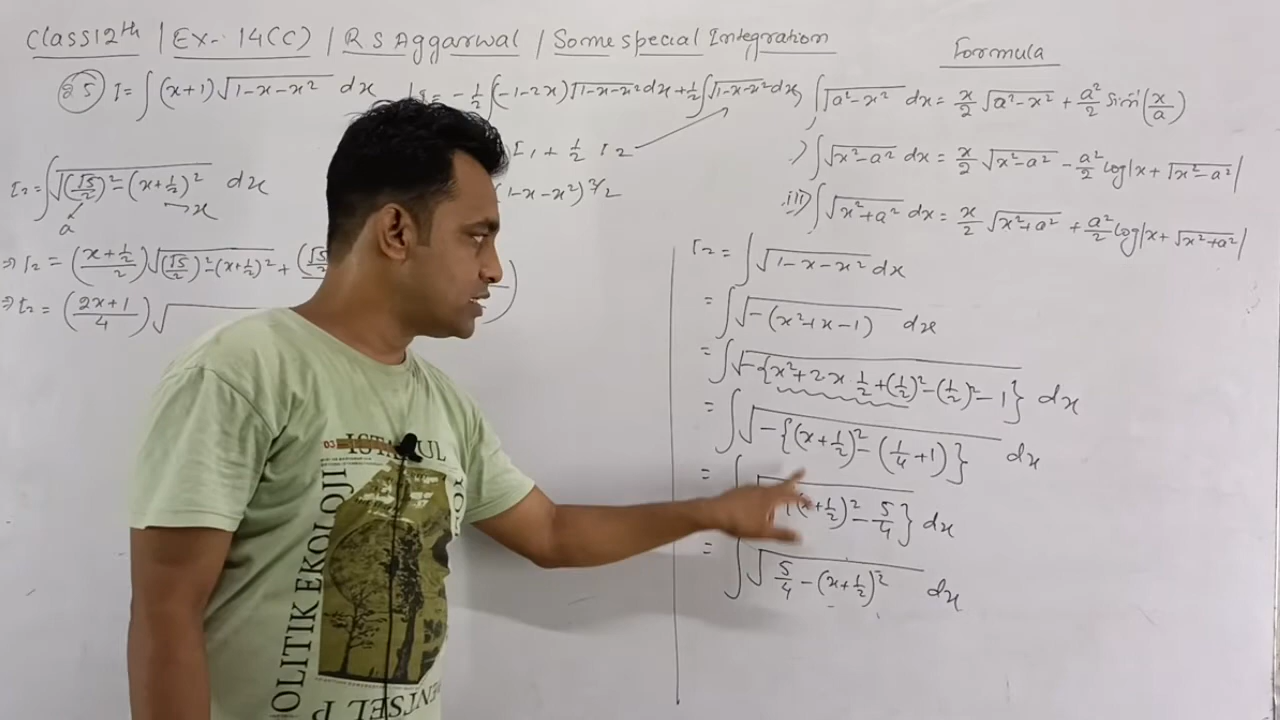 Class 12th | Ex- 14(C) | R S Aggarwal | Some special Integration
Formula
Q5 I = ∫ (x+1) √(1-x-x²) dx
= -1/2 ∫ (-1-2x) √(1-x-x²) dx + 1/2 ∫ √(1-x-x²) dx
I₁ + 1/2 I₂
(1-x-x²)^3/2
I₂ = ∫ √((√5/2)² - (x+1/2)²) dx
a x
⇒ I₂ = ((x+1/2)/2) √((√5/2)² - (x+1/2)²) +
⇒ I₂ = ((2x+1)/4) √
∫ √(a²-x²) dx = x/2 √(a²-x²) + a²/2 Sin⁻¹(x/a)
∫ √(x²-a²) dx = x/2 √(x²-a²) - a²/2 log|x + √(x²-a²)|
iii) ∫ √(x²+a²) dx = x/2 √(x²+a²) + a²/2 log|x + √(x²+a²)|
I₂ = ∫ √(1-x-x²) dx
= ∫ √(-(x²+x-1)) dx
= ∫ √(-{x²+2x·1/2+(1/2)²-(1/2)²-1}) dx
= ∫ √(-{(x+1/2)²-(1/4+1)}) dx
= ∫ √({(x+1/2)²-5/4}) dx
= ∫ √(5/4-(x+1/2)²) dx
ISTANBUL
POLITIK EKOLOJI